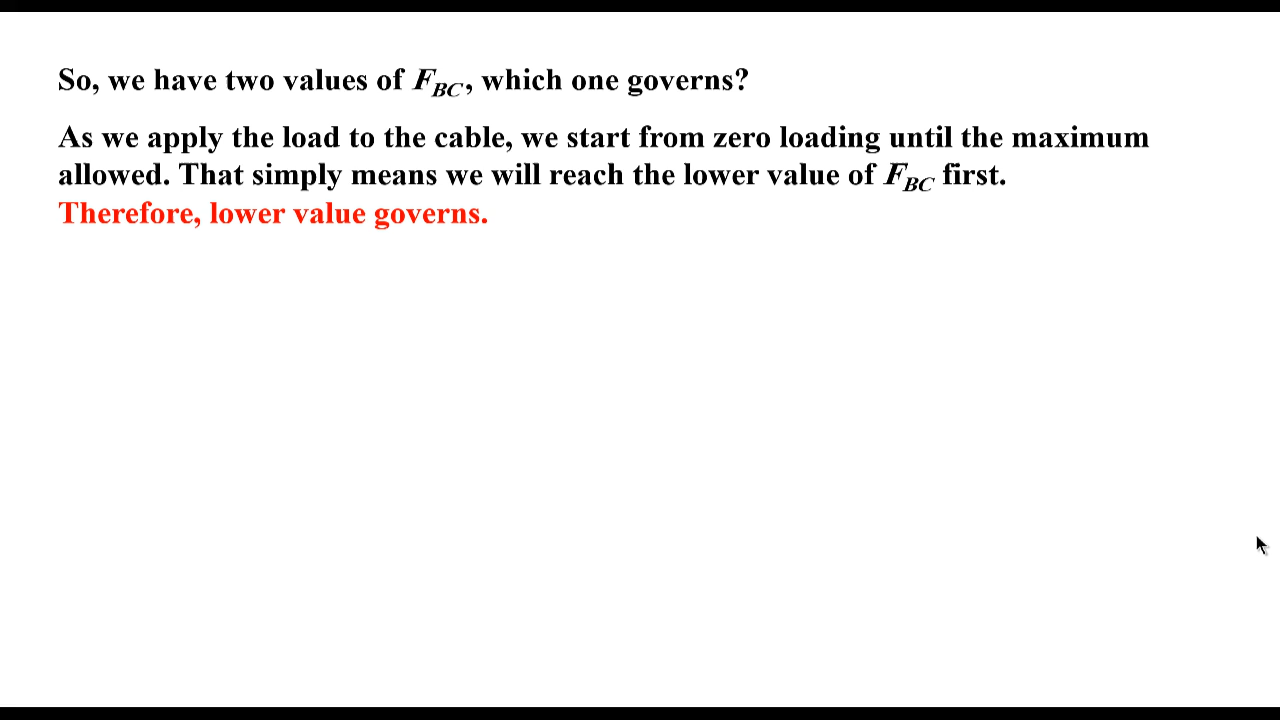 So, we have two values of F_BC, which one governs?
As we apply the load to the cable, we start from zero loading until the maximum
allowed. That simply means we will reach the lower value of F_BC first.
Therefore, lower value governs.